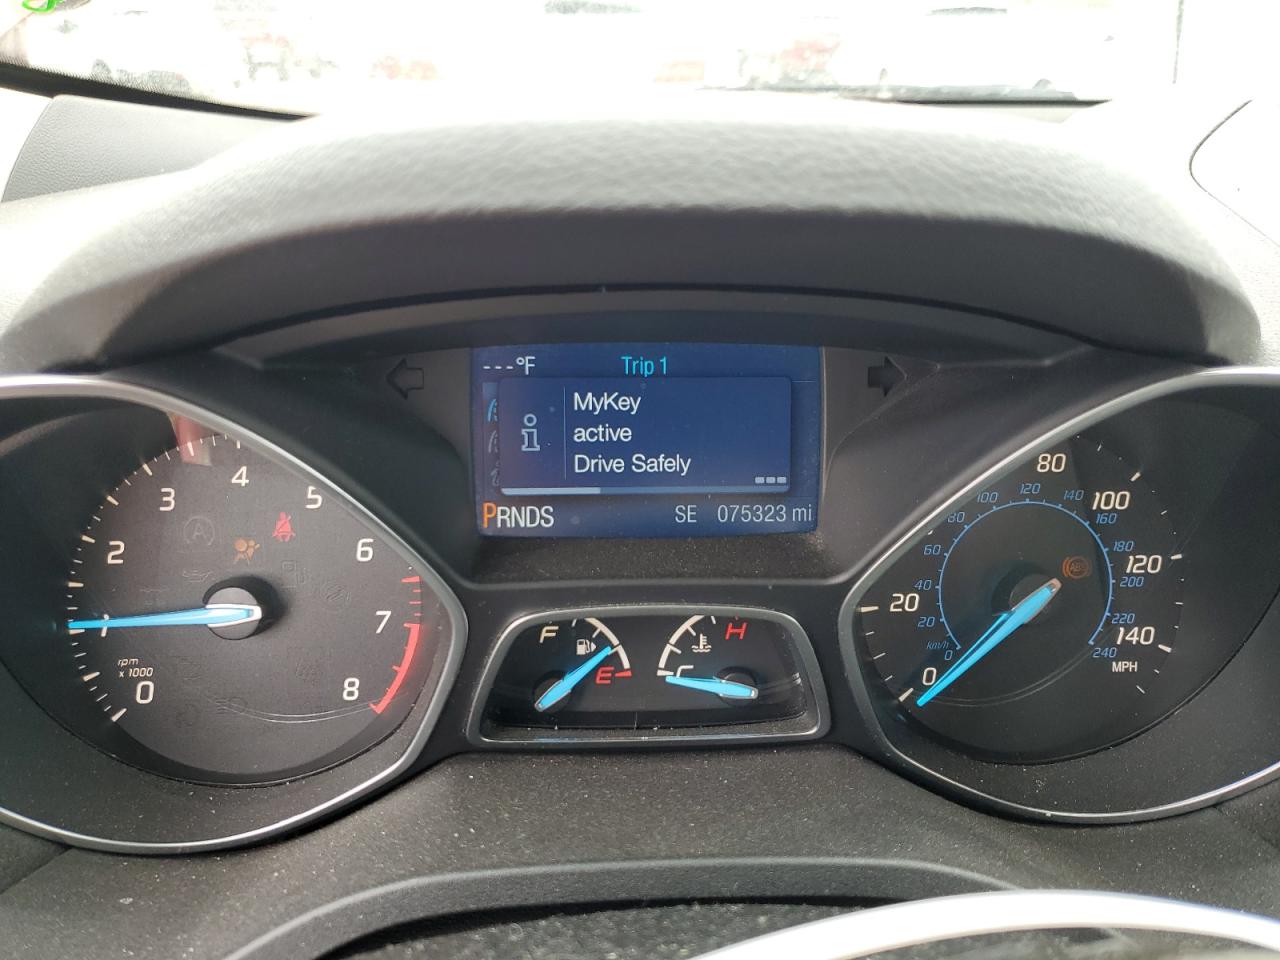 ---°F Trip 1
MyKey
active
Drive Safely
PRNDS SE 075323 mi
0 1 2 3 4 5 6 7 8
rpm
x 1000
A
F E
C H
0 20 80 100 120 140
MPH
0 20 40 60 80 100 120 140 160 180 200 220 240
km/h
ABS